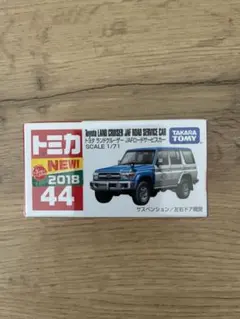 トミカ
NEW!
2018
44
Toyota LAND CRUISER JAF ROAD SERVICE CAR
トヨタ ランドクルーザー JAFロードサービスカー
SCALE 1/71
TAKARA
TOMY
サスペンション/左右ドア開閉